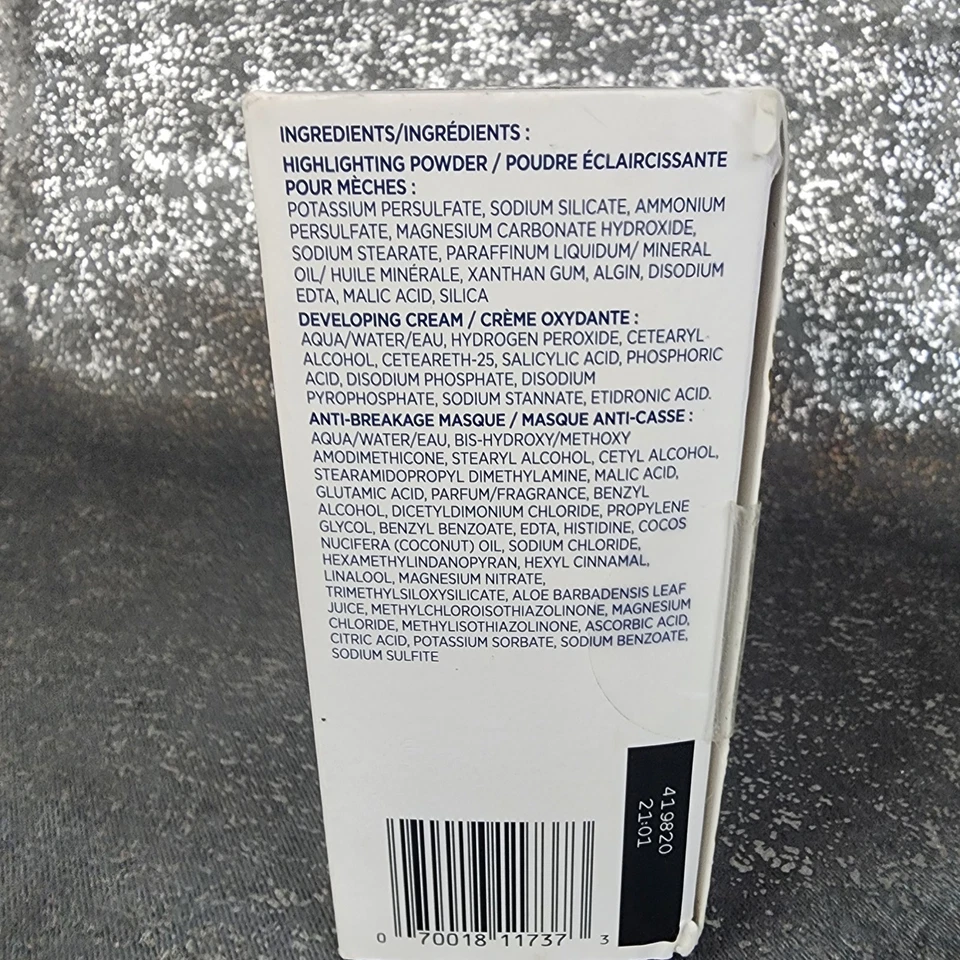 INGREDIENTS/INGRÉDIENTS :
HIGHLIGHTING POWDER / POUDRE ÉCLAIRCISSANTE
POUR MÈCHES :
POTASSIUM PERSULFATE, SODIUM SILICATE, AMMONIUM
PERSULFATE, MAGNESIUM CARBONATE HYDROXIDE,
SODIUM STEARATE, PARAFFINUM LIQUIDUM/ MINERAL
OIL/ HUILE MINÉRALE, XANTHAN GUM, ALGIN, DISODIUM
EDTA, MALIC ACID, SILICA
DEVELOPING CREAM / CRÈME OXYDANTE :
AQUA/WATER/EAU, HYDROGEN PEROXIDE, CETEARYL
ALCOHOL, CETEARETH-25, SALICYLIC ACID, PHOSPHORIC
ACID, DISODIUM PHOSPHATE, DISODIUM
PYROPHOSPHATE, SODIUM STANNATE, ETIDRONIC ACID.
ANTI-BREAKAGE MASQUE / MASQUE ANTI-CASSE :
AQUA/WATER/EAU, BIS-HYDROXY/METHOXY
AMODIMETHICONE, STEARYL ALCOHOL, CETYL ALCOHOL,
STEARAMIDOPROPYL DIMETHYLAMINE, MALIC ACID,
GLUTAMIC ACID, PARFUM/FRAGRANCE, BENZYL
ALCOHOL, DICETYLDIMONIUM CHLORIDE, PROPYLENE
GLYCOL, BENZYL BENZOATE, EDTA, HISTIDINE, COCOS
NUCIFERA (COCONUT) OIL, SODIUM CHLORIDE,
HEXAMETHYLINDANOPYRAN, HEXYL CINNAMAL,
LINALOOL, MAGNESIUM NITRATE,
TRIMETHYLSILOXYSILICATE, ALOE BARBADENSIS LEAF
JUICE, METHYLCHLOROISOTHIAZOLINONE, MAGNESIUM
CHLORIDE, METHYLISOTHIAZOLINONE, ASCORBIC ACID,
CITRIC ACID, POTASSIUM SORBATE, SODIUM BENZOATE,
SODIUM SULFITE
419820
21:01
0 70018 11737 3